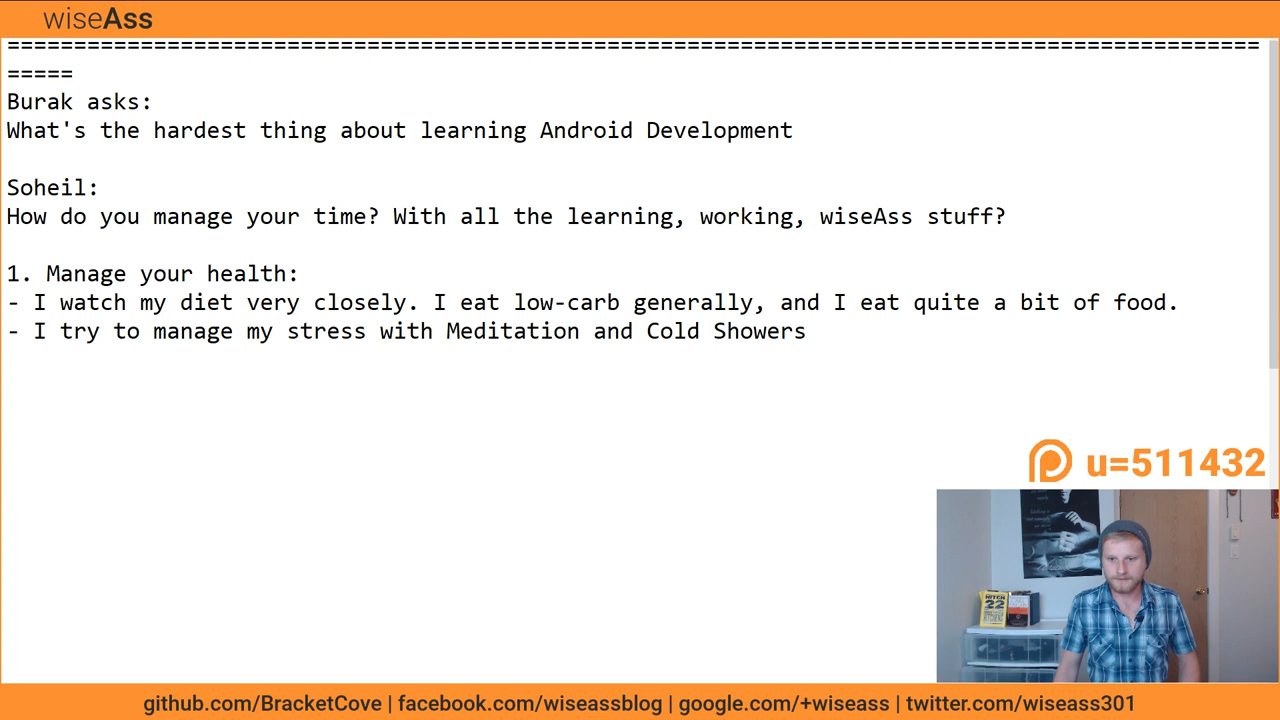 wiseAss
==============================================================================================
=====
Burak asks:
What's the hardest thing about learning Android Development
Soheil:
How do you manage your time? With all the learning, working, wiseAss stuff?
1. Manage your health:
- I watch my diet very closely. I eat low-carb generally, and I eat quite a bit of food.
- I try to manage my stress with Meditation and Cold Showers
u=511432
HITCH
22
github.com/BracketCove | facebook.com/wiseassblog | google.com/+wiseass | twitter.com/wiseass301